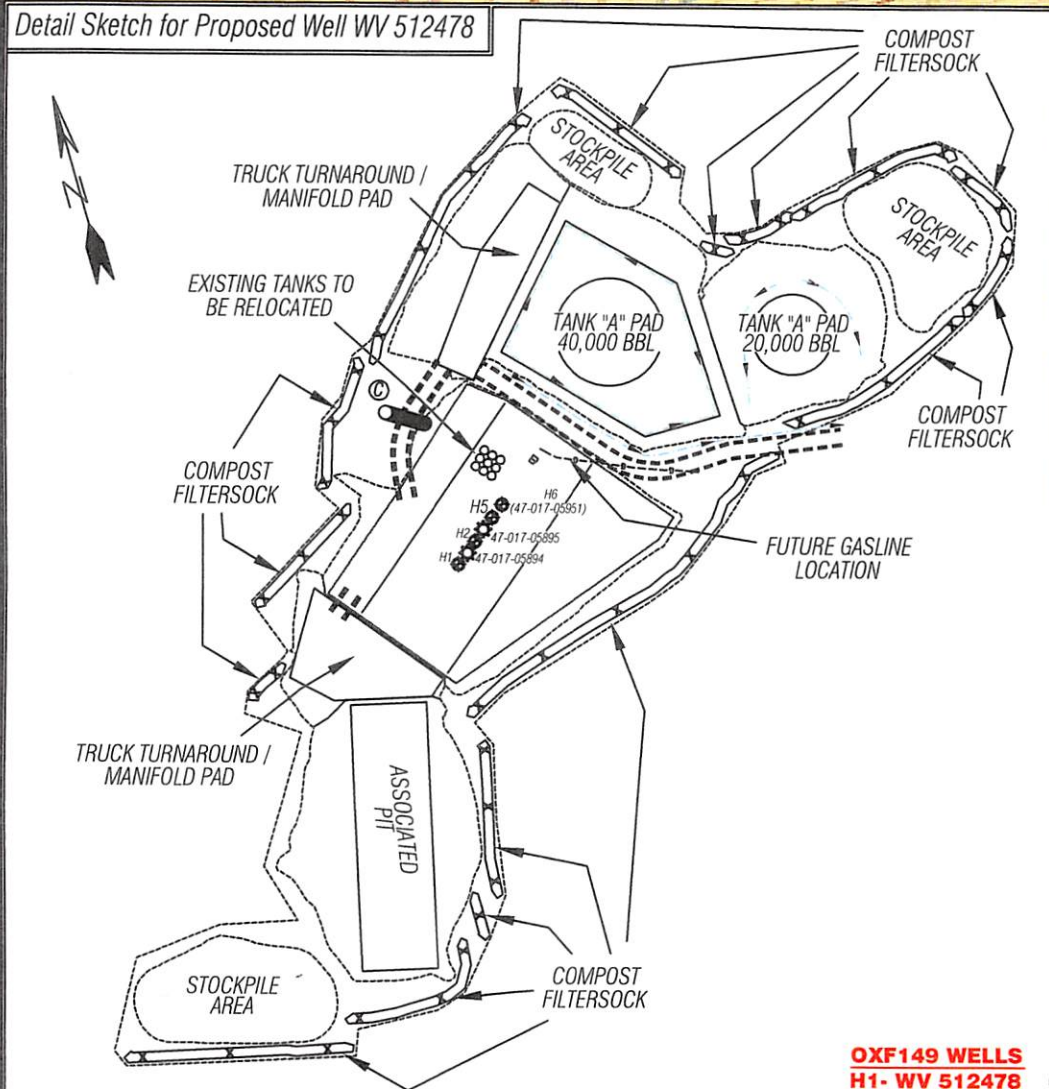 Detail Sketch for Proposed Well WV 512478
COMPOST
FILTERSOCK
N
STOCKPILE
AREA
TRUCK TURNAROUND /
MANIFOLD PAD
STOCKPILE
AREA
EXISTING TANKS TO
BE RELOCATED
TANK "A" PAD
40,000 BBL
TANK "A" PAD
20,000 BBL
C
COMPOST
FILTERSOCK
COMPOST
FILTERSOCK
H6
H5 (47-017-05951)
H2 47-017-05895
H1 47-017-05894
FUTURE GASLINE
LOCATION
TRUCK TURNAROUND /
MANIFOLD PAD
ASSOCIATED
PIT
STOCKPILE
AREA
COMPOST
FILTERSOCK
OXF149 WELLS
H1- WV 512478